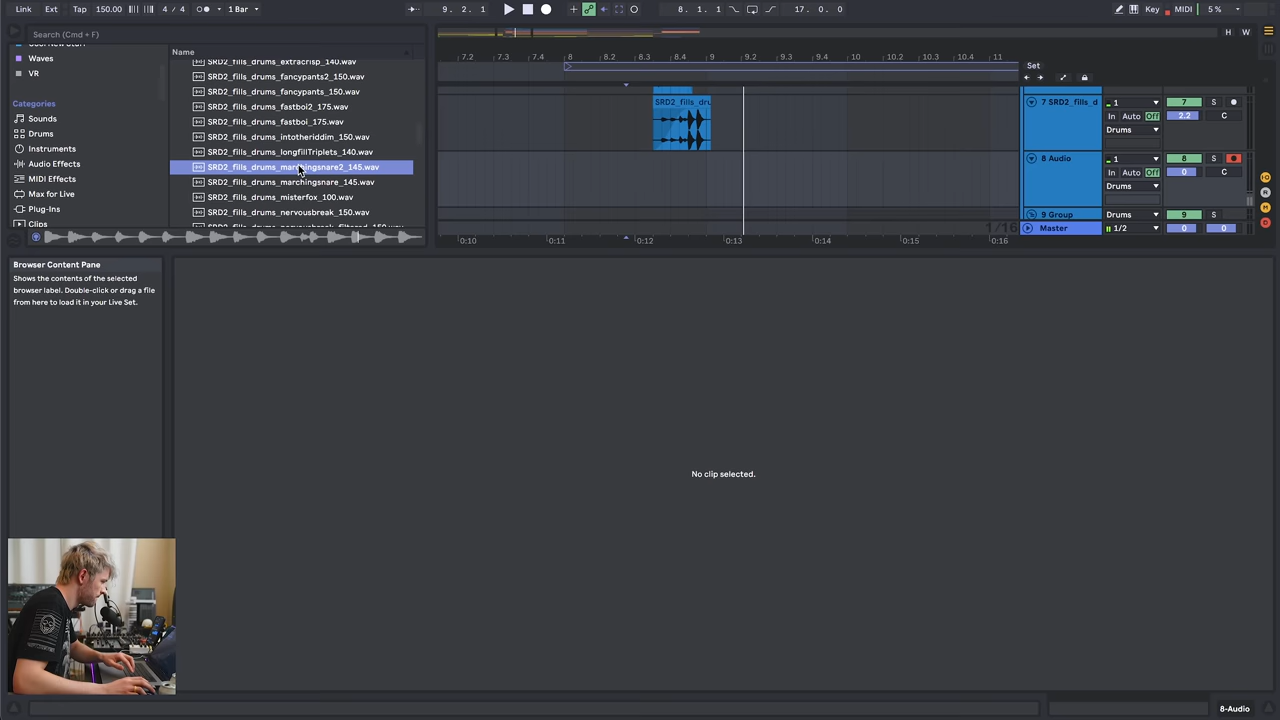 Link Ext Tap 150.00 4 / 4 1 Bar 9. 2. 1 8. 1. 1 17. 0. 0 Key MIDI 5 %
Search (Cmd + F)
H W
Waves
VR
Categories
Sounds
Drums
Instruments
Audio Effects
MIDI Effects
Max for Live
Plug-Ins
Clips
Name
SRD2_fills_drums_extracrisp_140.wav
SRD2_fills_drums_fancypants2_150.wav
SRD2_fills_drums_fancypants_150.wav
SRD2_fills_drums_fastboi2_175.wav
SRD2_fills_drums_fastboi_175.wav
SRD2_fills_drums_intotheriddim_150.wav
SRD2_fills_drums_longfillTriplets_140.wav
SRD2_fills_drums_marchingsnare2_145.wav
SRD2_fills_drums_marchingsnare_145.wav
SRD2_fills_drums_misterfox_100.wav
SRD2_fills_drums_nervousbreak_150.wav
7.2 7.3 7.4 8 8.2 8.3 8.4 9 9.2 9.3 9.4 10 10.2 10.3 10.4 11
Set
SRD2_fills_dru
7 SRD2_fills_d 1 7 S
In Auto Off 2.2 C
Drums
8 Audio 1 8 S
In Auto Off 0 C
Drums
9 Group Drums 9 S
1/16
Master 1/2 0 0
0:10 0:11 0:12 0:13 0:14 0:15 0:16
Browser Content Pane
Shows the contents of the selected
browser label. Double-click or drag a file
from here to load it in your Live Set.
No clip selected.
8-Audio